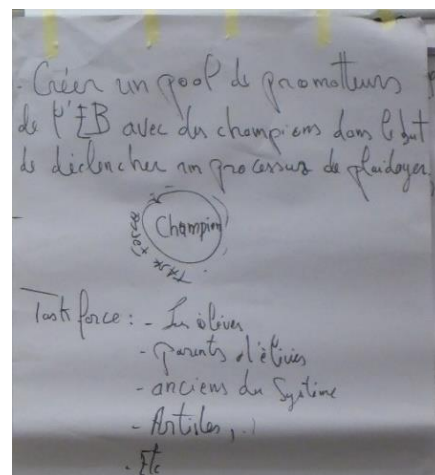 - Créer un pool de promotteurs
de l'EB avec des champions dans le but
de déclencher un processus de plaidoyer.
Champion
Task force
Task force : - Les élèves
- parents d'élèves
- anciens du Système
- Artistes, ..
- Etc